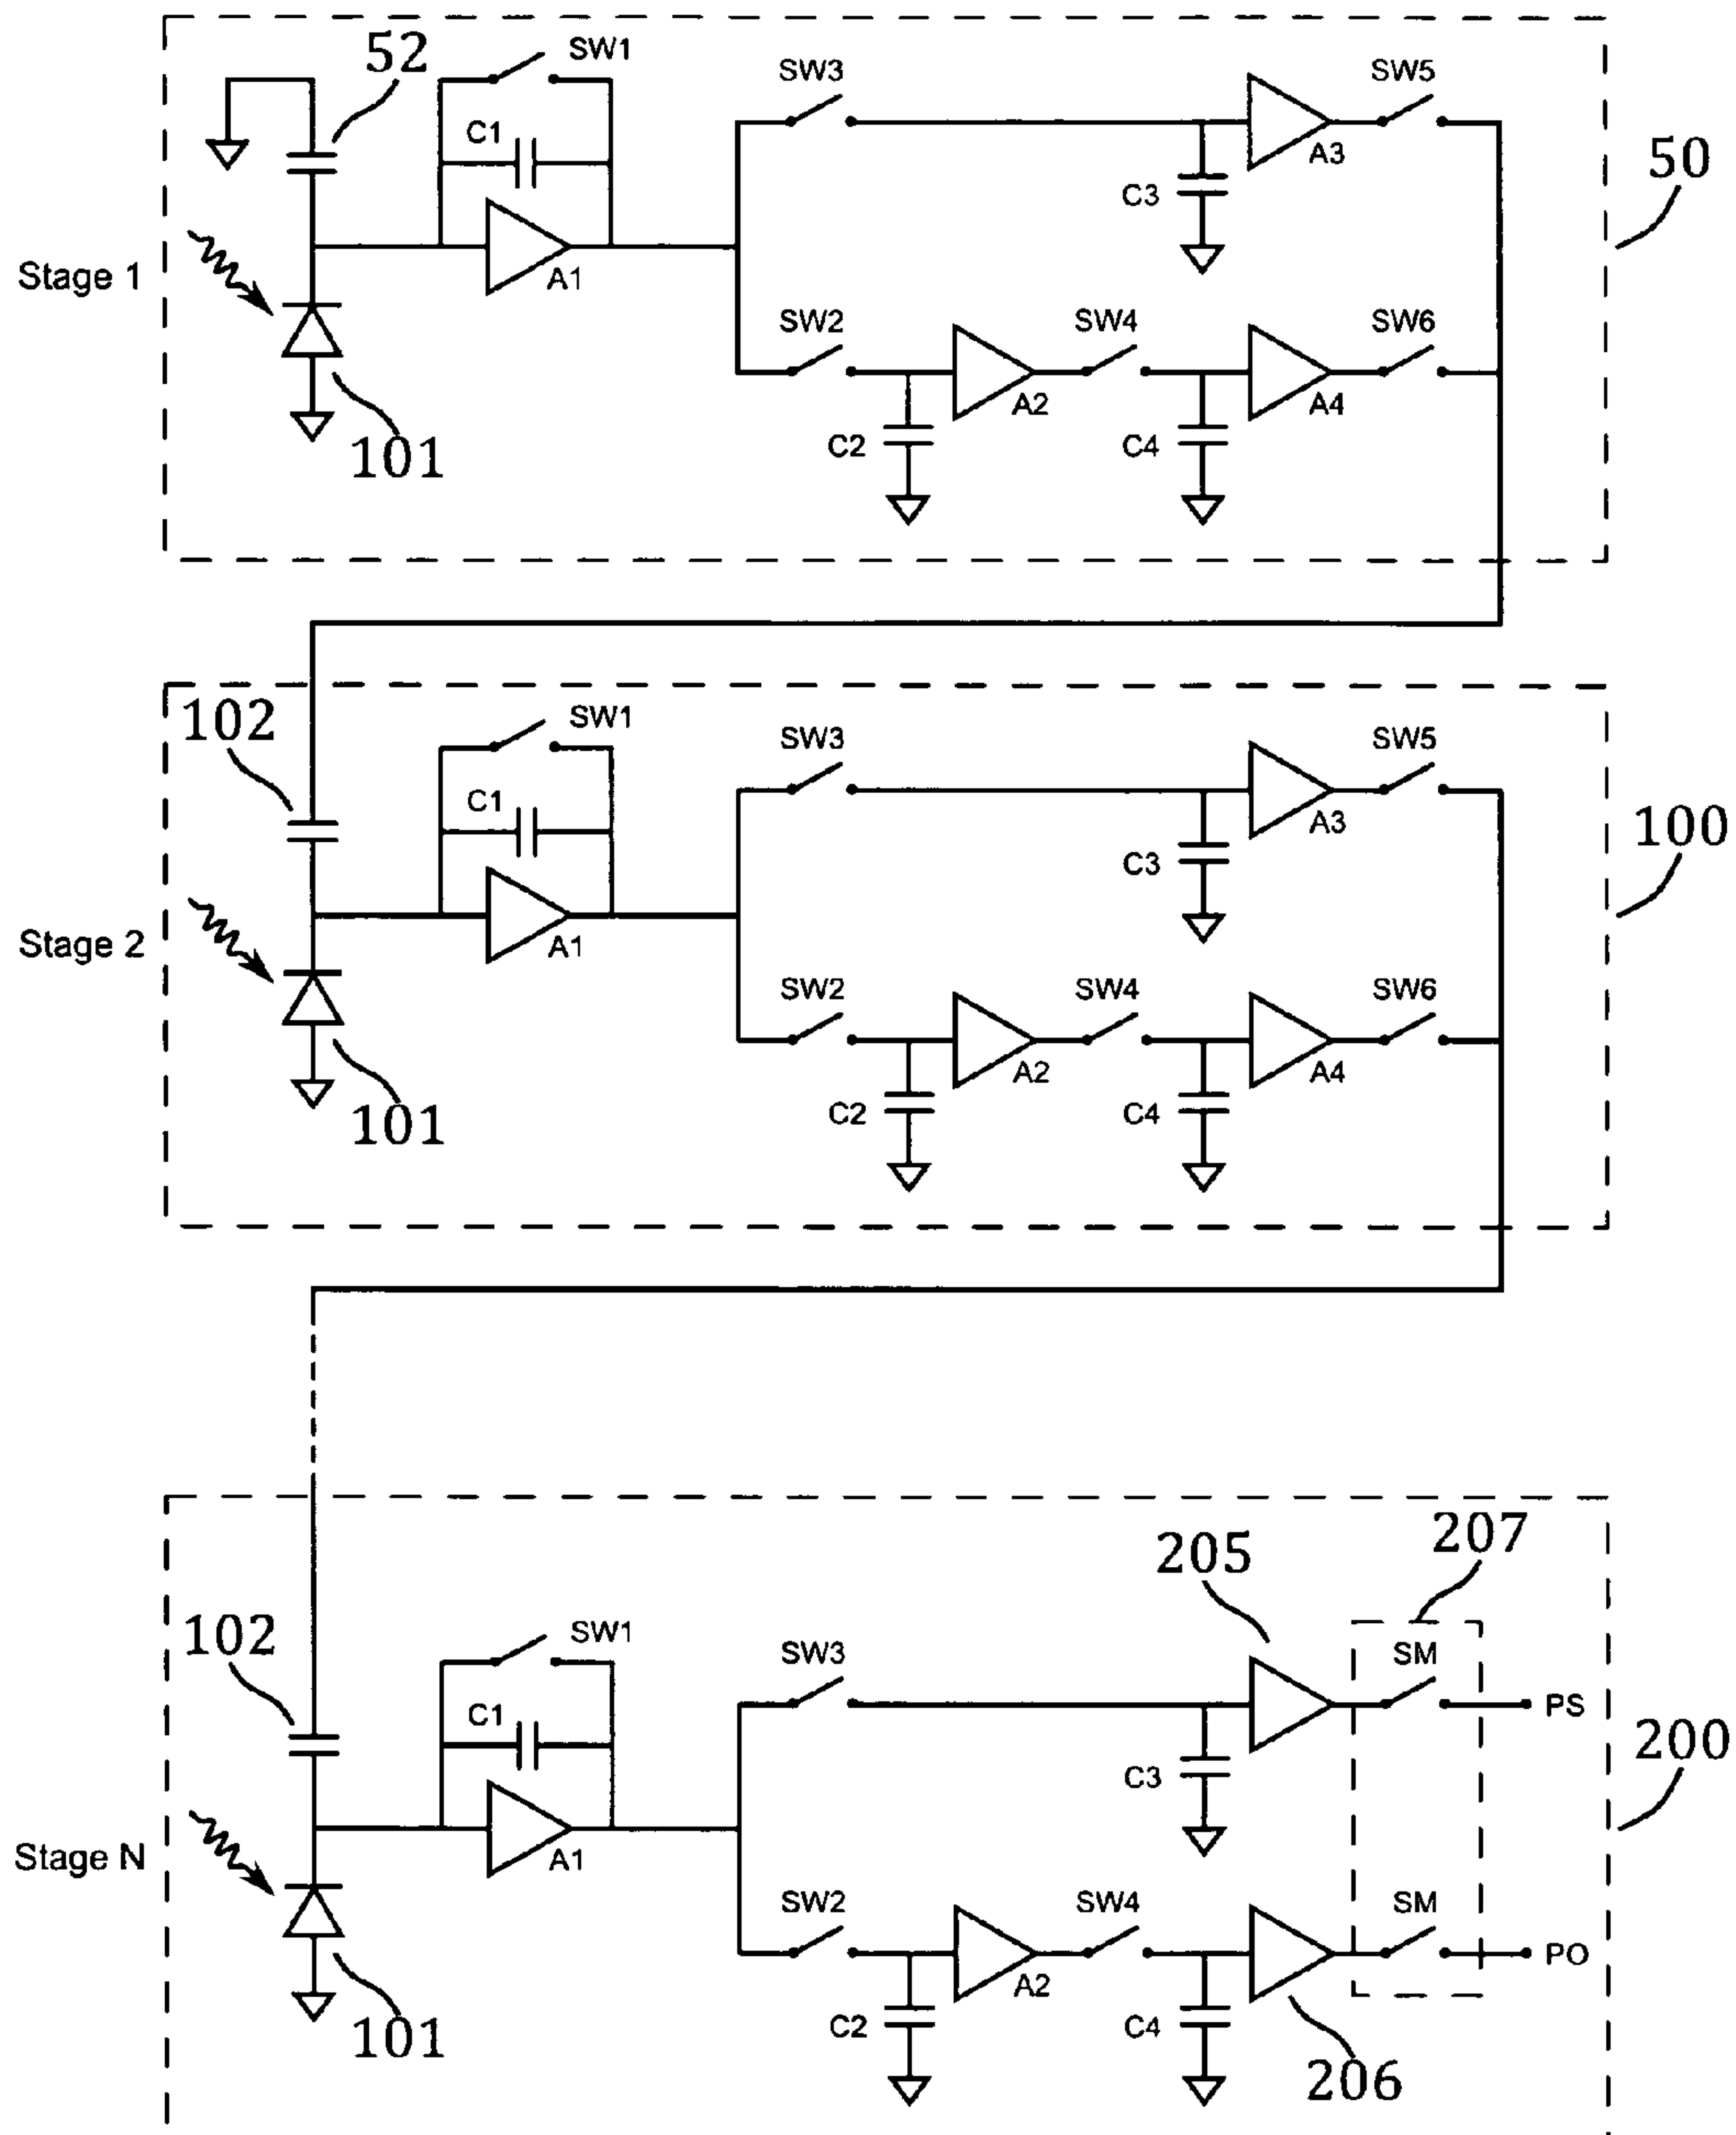 52
SW1
SW3
SW5
C1
A3
50
C3
Stage 1
A1
SW2
SW4
SW6
A2
A4
C2
C4
101
102
SW1
SW3
SW5
C1
A3
100
C3
Stage 2
A1
SW2
SW4
SW6
A2
A4
C2
C4
101
207
205
102
SW1
SW3
SM
C1
PS
200
C3
Stage N
A1
SW2
SW4
SM
PO
A2
C2
C4
101
206